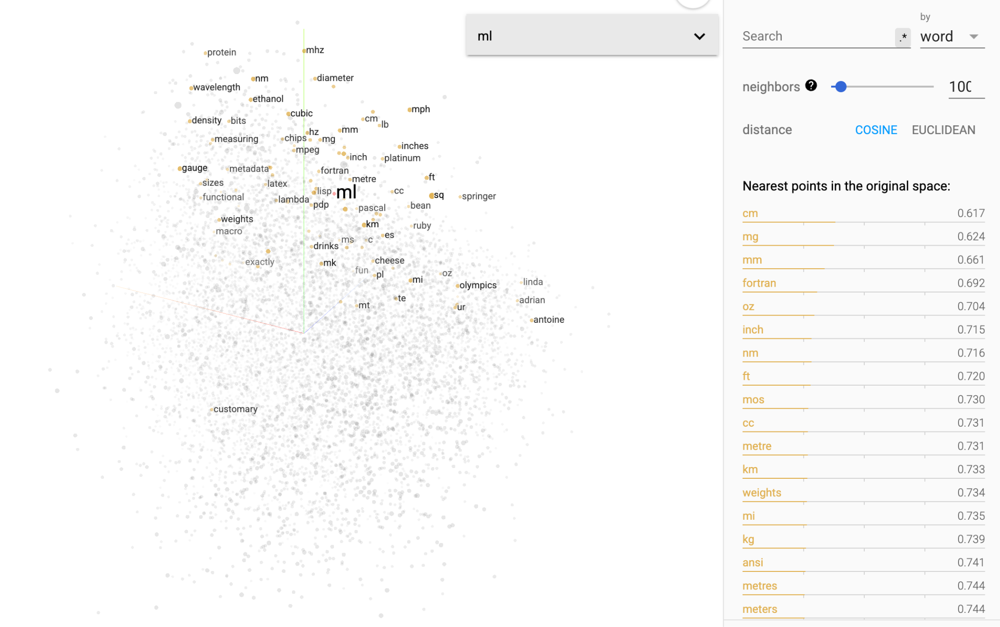 protein
mhz
nm
diameter
wavelength
ethanol
cubic
mph
density
bits
cm
lb
hz
mm
measuring
chips
mg
mpeg
inches
inch
platinum
gauge
metadata
fortran
metre
ft
sizes
latex
lisp
ml
cc
sq
springer
functional
lambda
pdp
pascal
bean
weights
km
ruby
macro
es
ms
c
drinks
exactly
mk
cheese
fun
pl
oz
mi
olympics
linda
te
adrian
mt
ur
antoine
customary
ml
by
Search
.*
word
neighbors ?
100
distance
COSINE EUCLIDEAN
Nearest points in the original space:
cm 0.617
mg 0.624
mm 0.661
fortran 0.692
oz 0.704
inch 0.715
nm 0.716
ft 0.720
mos 0.730
cc 0.731
metre 0.731
km 0.733
weights 0.734
mi 0.735
kg 0.739
ansi 0.741
metres 0.744
meters 0.744